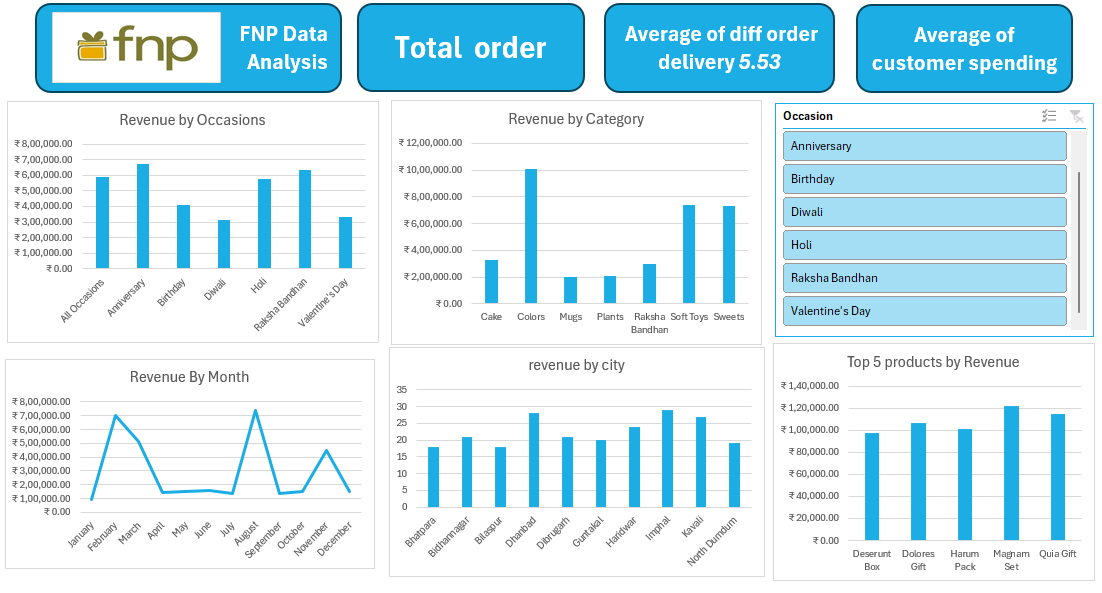 fnp
FNP Data
Analysis
Total order
Average of diff order
delivery 5.53
Average of
customer spending
Revenue by Occasions
₹ 8,00,000.00
₹ 7,00,000.00
₹ 6,00,000.00
₹ 5,00,000.00
₹ 4,00,000.00
₹ 3,00,000.00
₹ 2,00,000.00
₹ 1,00,000.00
₹ 0.00
All Occasions
Anniversary
Birthday
Diwali
Holi
Raksha Bandhan
Valentine's Day
Revenue by Category
₹ 12,00,000.00
₹ 10,00,000.00
₹ 8,00,000.00
₹ 6,00,000.00
₹ 4,00,000.00
₹ 2,00,000.00
₹ 0.00
Cake
Colors
Mugs
Plants
Raksha
Bandhan
Soft Toys
Sweets
Occasion
Anniversary
Birthday
Diwali
Holi
Raksha Bandhan
Valentine's Day
Revenue By Month
₹ 8,00,000.00
₹ 7,00,000.00
₹ 6,00,000.00
₹ 5,00,000.00
₹ 4,00,000.00
₹ 3,00,000.00
₹ 2,00,000.00
₹ 1,00,000.00
₹ 0.00
January
February
March
April
May
June
July
August
September
October
November
December
revenue by city
35
30
25
20
15
10
5
0
Bhatpara
Bidhannagar
Bilaspur
Dhanbad
Dibrugarh
Guntakal
Haridwar
Imphal
Kavali
North Dumdum
Top 5 products by Revenue
₹ 1,40,000.00
₹ 1,20,000.00
₹ 1,00,000.00
₹ 80,000.00
₹ 60,000.00
₹ 40,000.00
₹ 20,000.00
₹ 0.00
Deserunt
Box
Dolores
Gift
Harum
Pack
Magnam
Set
Quia Gift